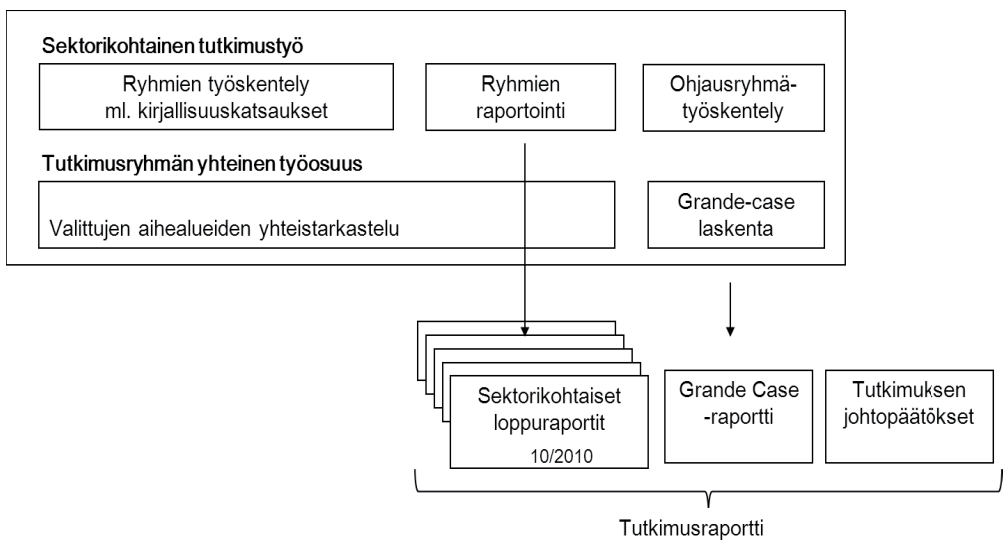 Sektorikohtainen tutkimustyö
Ryhmien työskentely
ml. kirjallisuuskatsaukset
Ryhmien
raportointi
Ohjausryhmä-
työskentely
Tutkimusryhmän yhteinen työosuus
Valittujen aihealueiden yhteistarkastelu
Grande-case
laskenta
Sektorikohtaiset
loppuraportit
10/2010
Grande Case
-raportti
Tutkimuksen
johtopäätökset
Tutkimusraportti